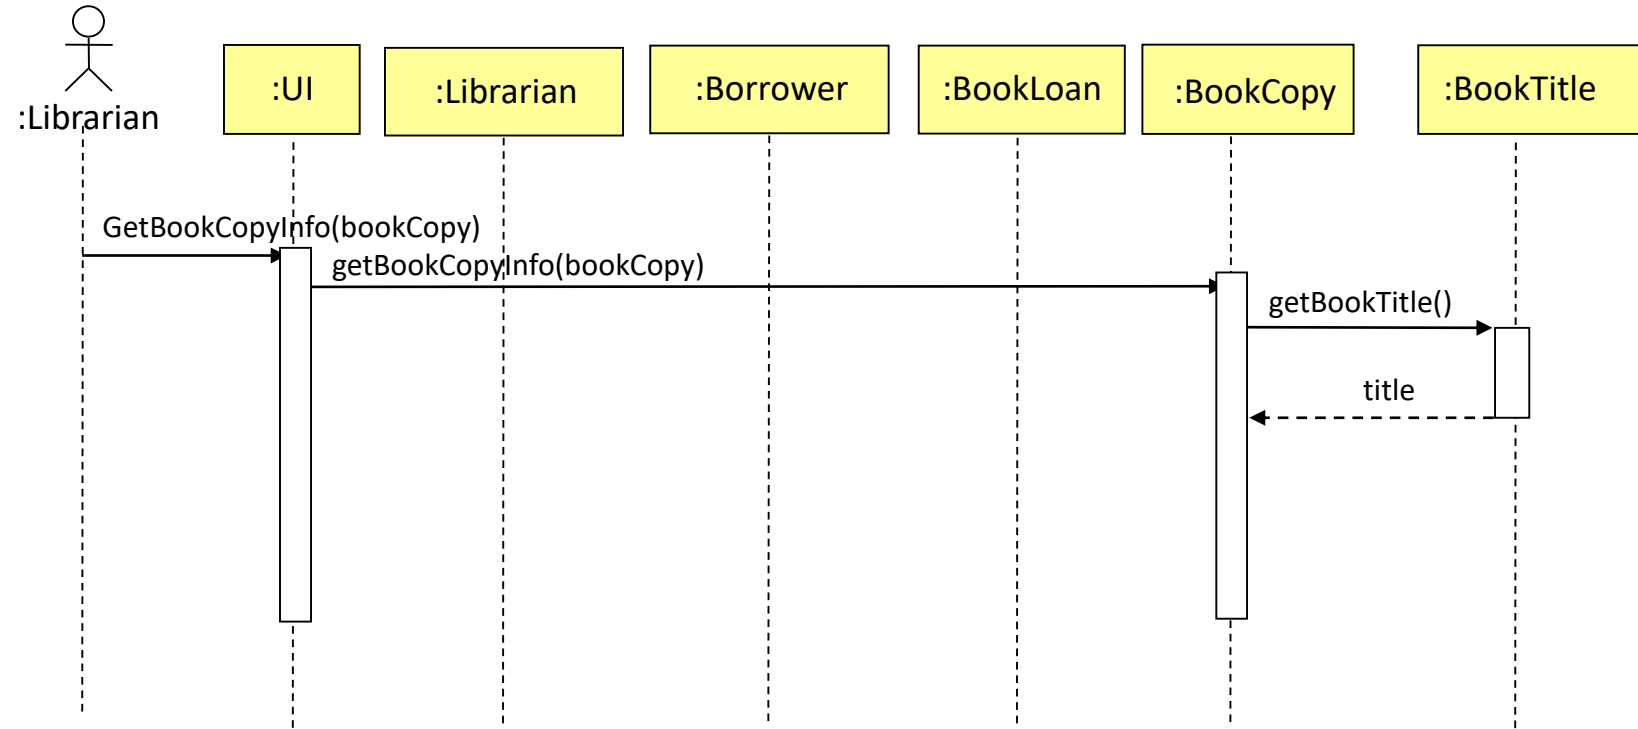 :Librarian
:UI
:Librarian
:Borrower
:BookLoan
:BookCopy
:BookTitle
GetBookCopyInfo(bookCopy)
getBookCopyInfo(bookCopy)
getBookTitle()
title